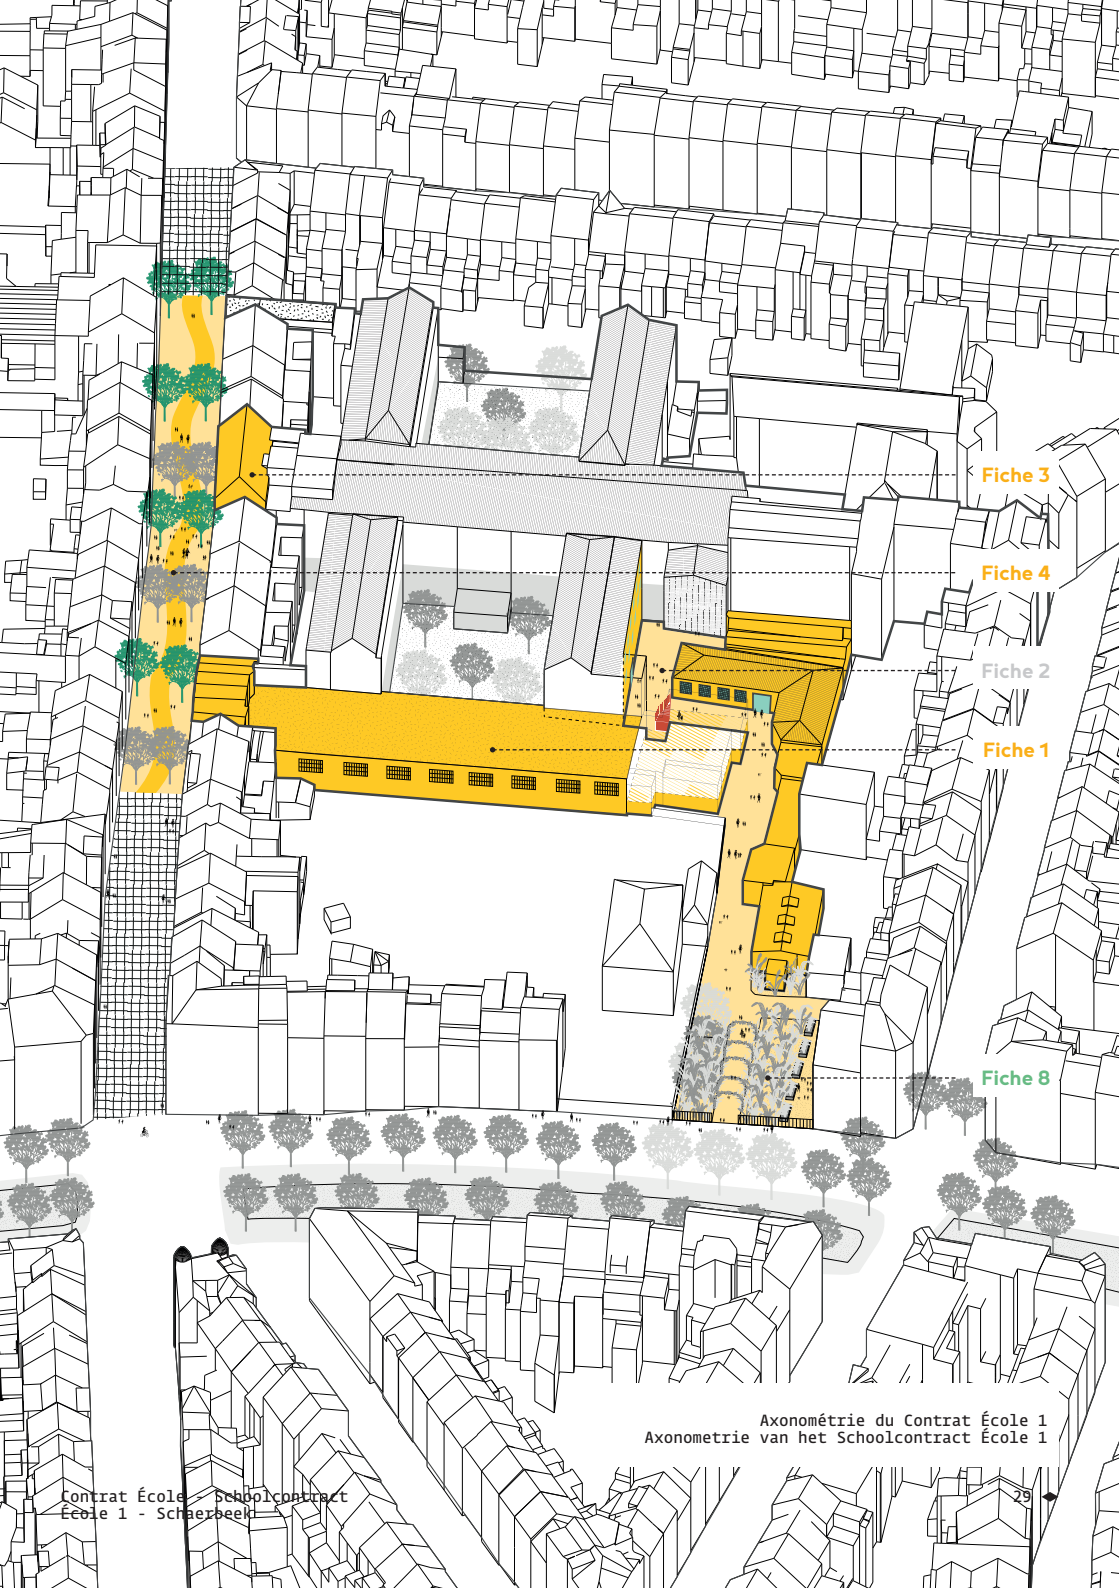 Fiche 3
Fiche 4
Fiche 2
Fiche 1
Fiche 8
Axonométrie du Contrat École 1
Axonometrie van het Schoolcontract École 1
Contrat École - Schoolcontract
École 1 - Schaerbeek
29